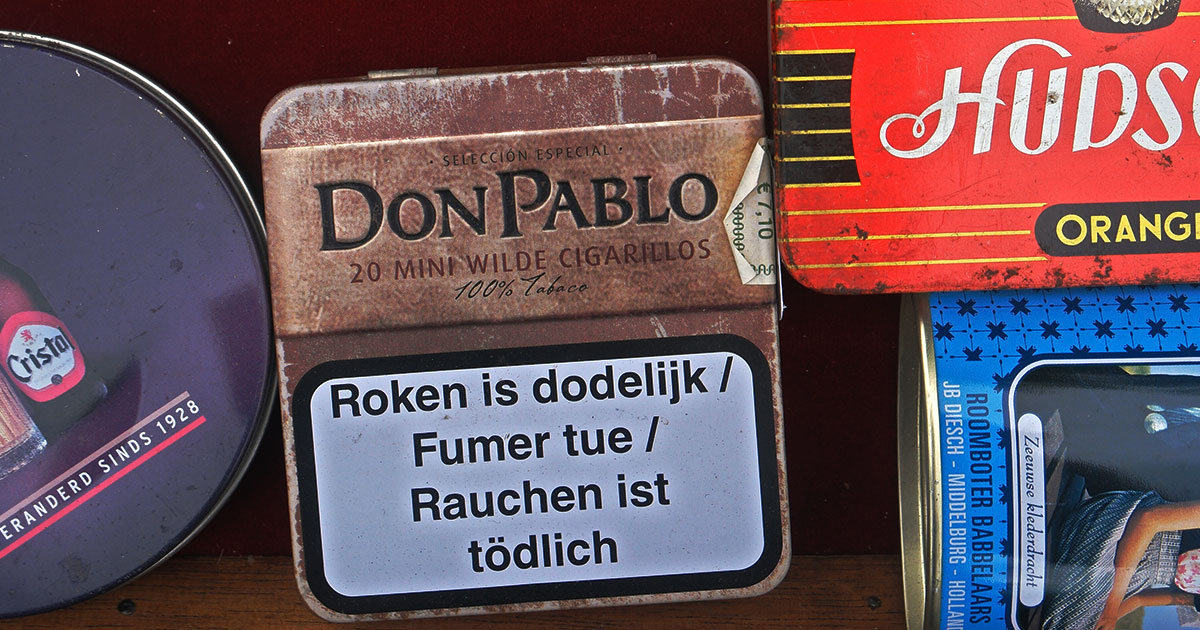 Cristal
ERANDERD SINDS 1928
· SELECCIÓN ESPECIAL ·
DON PABLO
20 MINI WILDE CIGARILLOS
100% Tabaco
€ 7,10
Roken is dodelijk /
Fumer tue /
Rauchen ist
tödlich
HUDS
ORANG
ROOMBOTER BABBELAARS
JB DIESCH - MIDDELBURG - HOLLAN
Zeeuwse klederdracht